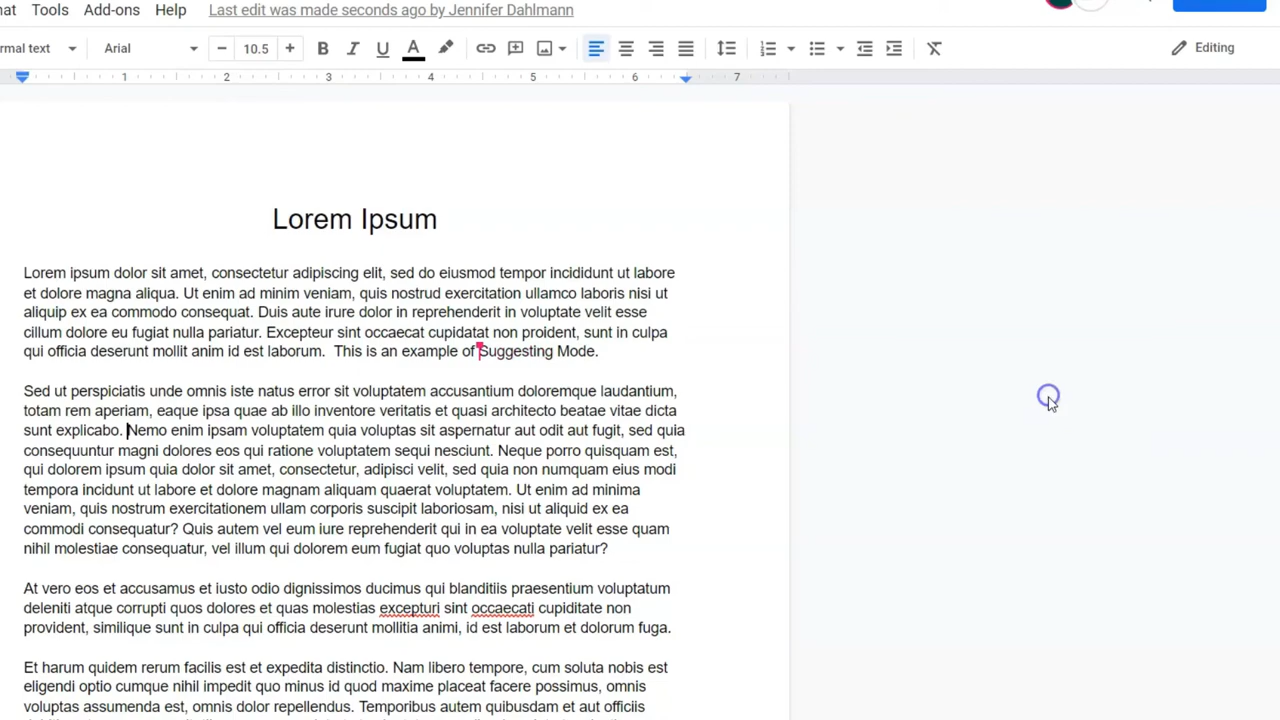 mat Tools Add-ons Help Last edit was made seconds ago by Jennifer Dahlmann
rmal text Arial 10.5 B I U A Editing
1 2 3 4 5 6 7
Lorem Ipsum
Lorem ipsum dolor sit amet, consectetur adipiscing elit, sed do eiusmod tempor incididunt ut labore
et dolore magna aliqua. Ut enim ad minim veniam, quis nostrud exercitation ullamco laboris nisi ut
aliquip ex ea commodo consequat. Duis aute irure dolor in reprehenderit in voluptate velit esse
cillum dolore eu fugiat nulla pariatur. Excepteur sint occaecat cupidatat non proident, sunt in culpa
qui officia deserunt mollit anim id est laborum.  This is an example of Suggesting Mode.
Sed ut perspiciatis unde omnis iste natus error sit voluptatem accusantium doloremque laudantium,
totam rem aperiam, eaque ipsa quae ab illo inventore veritatis et quasi architecto beatae vitae dicta
sunt explicabo. Nemo enim ipsam voluptatem quia voluptas sit aspernatur aut odit aut fugit, sed quia
consequuntur magni dolores eos qui ratione voluptatem sequi nesciunt. Neque porro quisquam est,
qui dolorem ipsum quia dolor sit amet, consectetur, adipisci velit, sed quia non numquam eius modi
tempora incidunt ut labore et dolore magnam aliquam quaerat voluptatem. Ut enim ad minima
veniam, quis nostrum exercitationem ullam corporis suscipit laboriosam, nisi ut aliquid ex ea
commodi consequatur? Quis autem vel eum iure reprehenderit qui in ea voluptate velit esse quam
nihil molestiae consequatur, vel illum qui dolorem eum fugiat quo voluptas nulla pariatur?
At vero eos et accusamus et iusto odio dignissimos ducimus qui blanditiis praesentium voluptatum
deleniti atque corrupti quos dolores et quas molestias excepturi sint occaecati cupiditate non
provident, similique sunt in culpa qui officia deserunt mollitia animi, id est laborum et dolorum fuga.
Et harum quidem rerum facilis est et expedita distinctio. Nam libero tempore, cum soluta nobis est
eligendi optio cumque nihil impedit quo minus id quod maxime placeat facere possimus, omnis
voluptas assumenda est, omnis dolor repellendus. Temporibus autem quibusdam et aut officiis